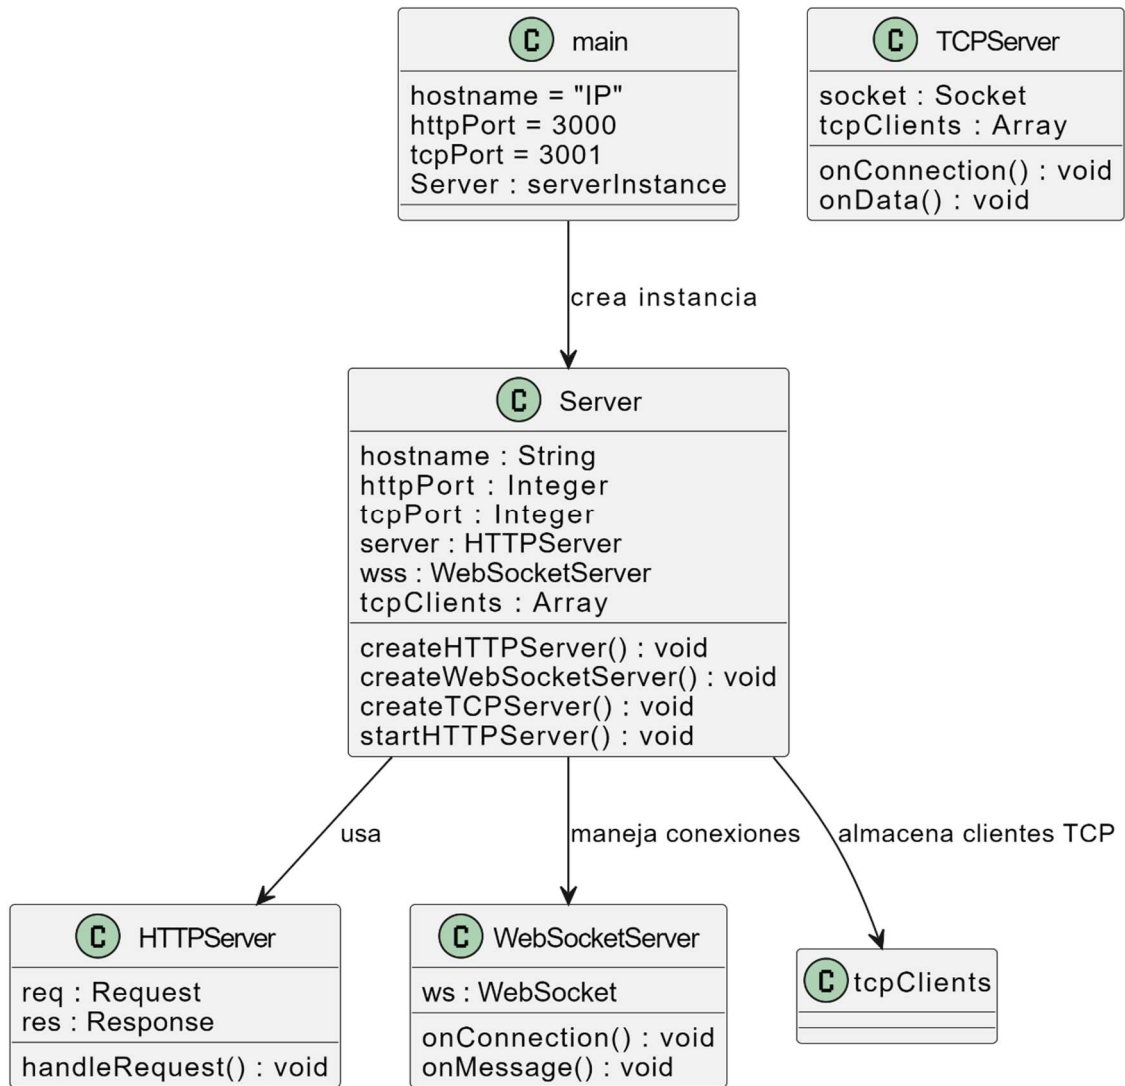 C main
hostname = "IP"
httpPort = 3000
tcpPort = 3001
Server : serverInstance
C TCPServer
socket : Socket
tcpClients : Array
onConnection() : void
onData() : void
crea instancia
C Server
hostname : String
httpPort : Integer
tcpPort : Integer
server : HTTPServer
wss : WebSocketServer
tcpClients : Array
createHTTPServer() : void
createWebSocketServer() : void
createTCPServer() : void
startHTTPServer() : void
usa
maneja conexiones
almacena clientes TCP
C HTTPServer
req : Request
res : Response
handleRequest() : void
C WebSocketServer
ws : WebSocket
onConnection() : void
onMessage() : void
C tcpClients